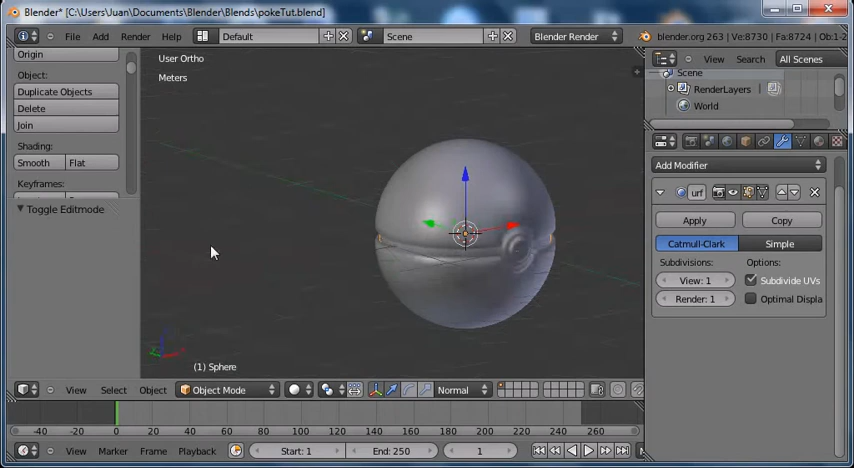 Blender* [C:\Users\Juan\Documents\Blender\Blends\pokeTut.blend]
File Add Render Help Default Scene Blender Render blender.org 263 | Ve:8730 | Fa:8724 | Ob:1-2
Origin
Object:
Duplicate Objects
Delete
Join
Shading:
Smooth Flat
Keyframes:
Toggle Editmode
User Ortho
Meters
(1) Sphere
View Search All Scenes
Scene
RenderLayers
World
Add Modifier
urf
Apply Copy
Catmull-Clark Simple
Subdivisions: Options:
View: 1 Subdivide UVs
Render: 1 Optimal Displa
View Select Object Object Mode Normal
-40 -20 0 20 40 60 80 100 120 140 160 180 200 220 240 260
View Marker Frame Playback Start: 1 End: 250 1